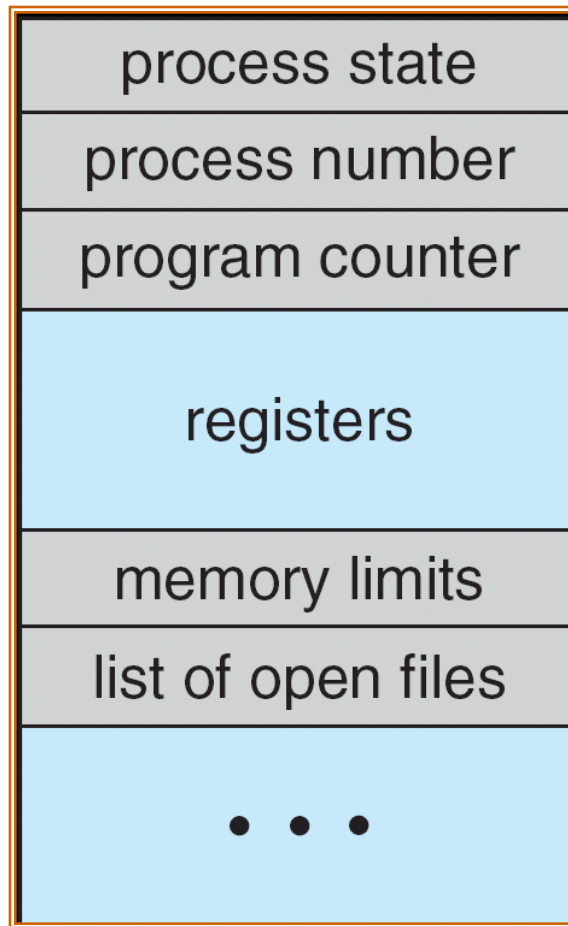 process state
process number
program counter
registers
memory limits
list of open files
• • •